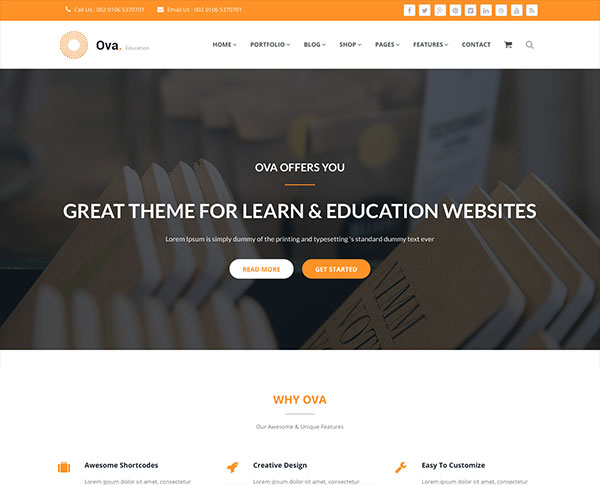 Call Us : 002 0106 5370701 Email Us : 002 0106 5370701
Ova. Education
HOME PORTFOLIO BLOG SHOP PAGES FEATURES CONTACT
OVA OFFERS YOU
GREAT THEME FOR LEARN & EDUCATION WEBSITES
Lorem Ipsum is simply dummy of the printing and typesetting 's standard dummy text ever
READ MORE GET STARTED
WHY OVA
Our Awesome & Unique Features
Awesome Shortcodes Creative Design Easy To Customize
Lorem ipsum dolor sit amet, consectetur Lorem ipsum dolor sit amet, consectetur Lorem ipsum dolor sit amet, consectetur